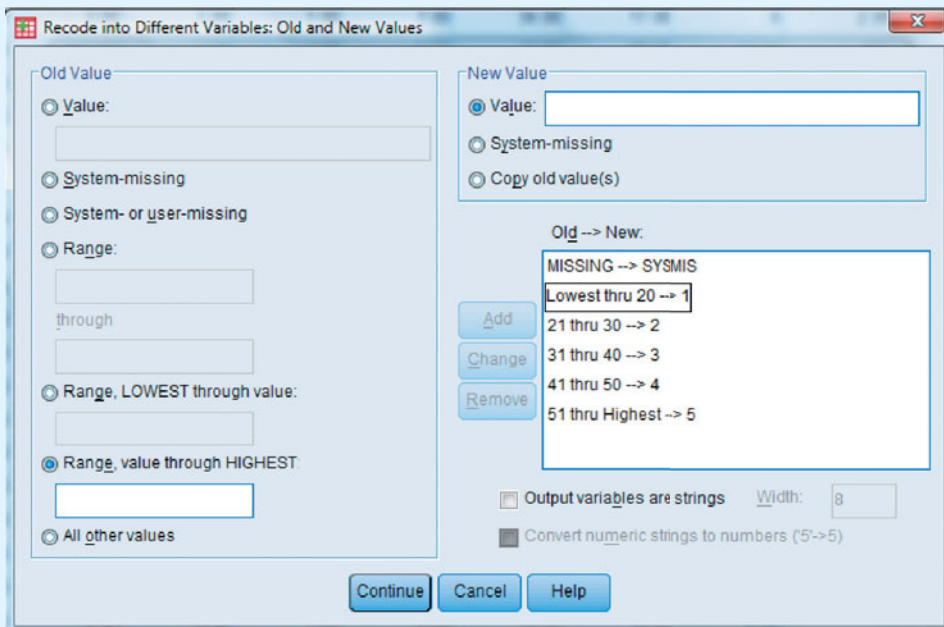 Recode into Different Variables: Old and New Values
Old Value
Value:
System-missing
System- or user-missing
Range:
through
Range, LOWEST through value:
Range, value through HIGHEST:
All other values
New Value
Value:
System-missing
Copy old value(s)
Old --> New:
MISSING --> SYSMIS
Lowest thru 20 --> 1
21 thru 30 --> 2
31 thru 40 --> 3
41 thru 50 --> 4
51 thru Highest --> 5
Add
Change
Remove
Output variables are strings Width: 8
Convert numeric strings to numbers ('5'->5)
Continue Cancel Help